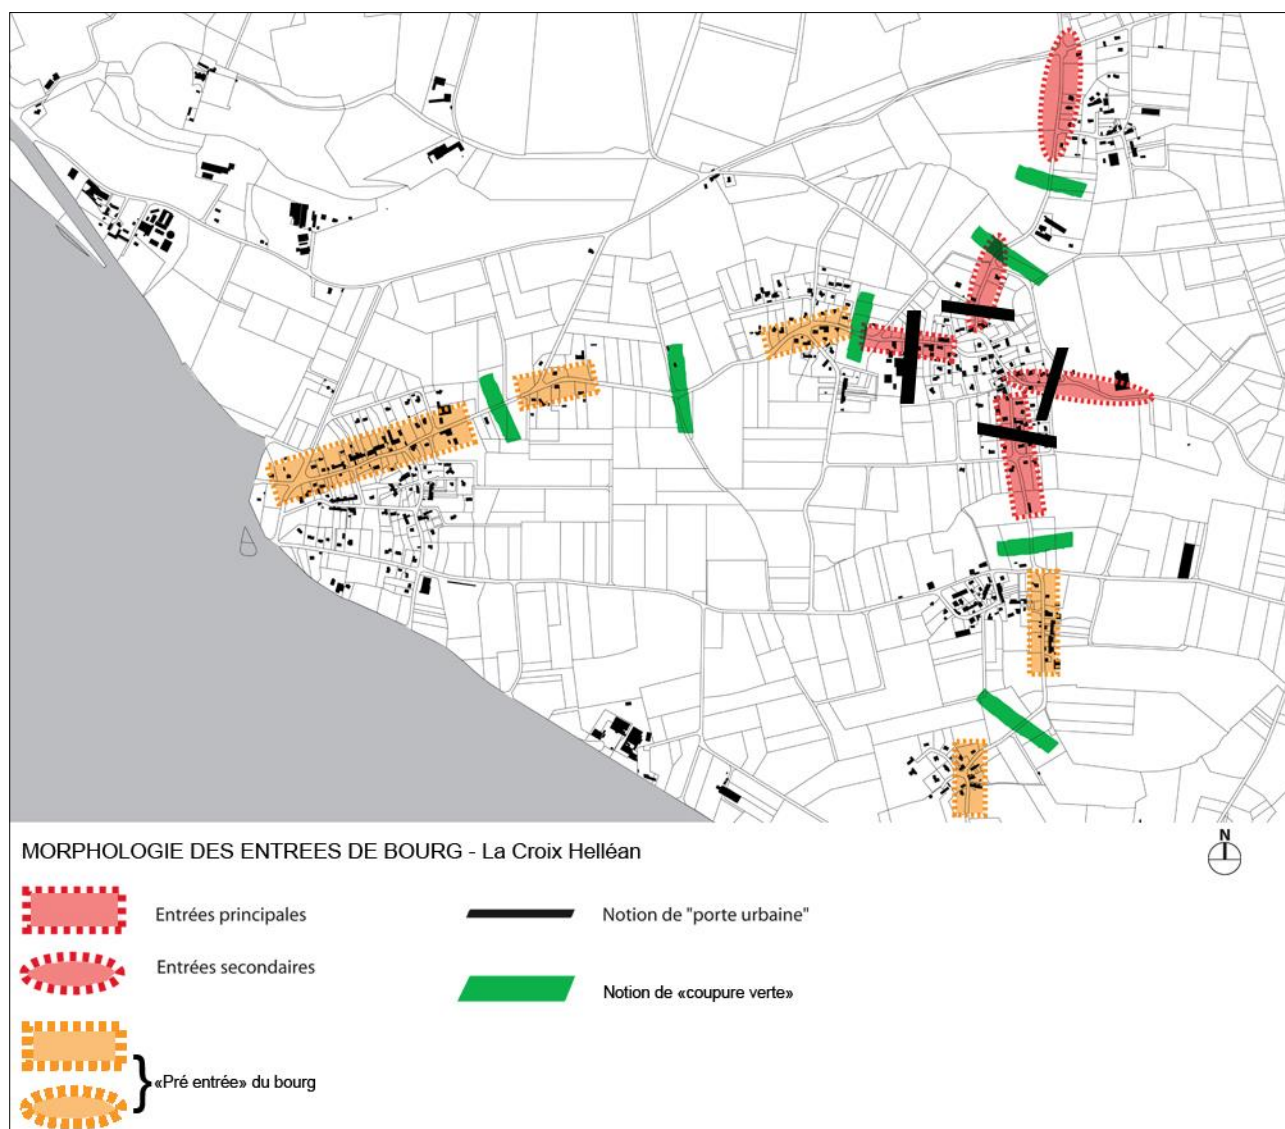 MORPHOLOGIE DES ENTREES DE BOURG - La Croix Helléan
N
Entrées principales
Notion de "porte urbaine"
Entrées secondaires
Notion de «coupure verte»
«Pré entrée» du bourg